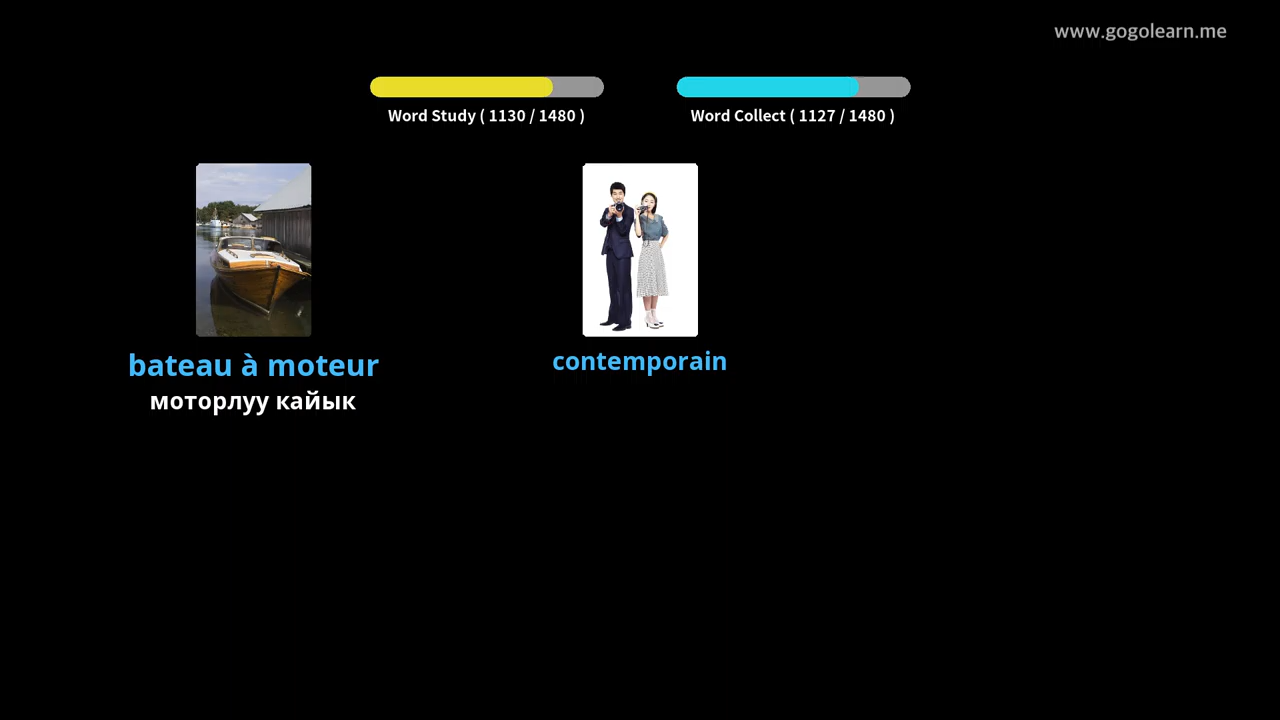 www.gogolearn.me
Word Study ( 1130 / 1480 )
Word Collect ( 1127 / 1480 )
bateau à moteur
моторлуу кайык
contemporain